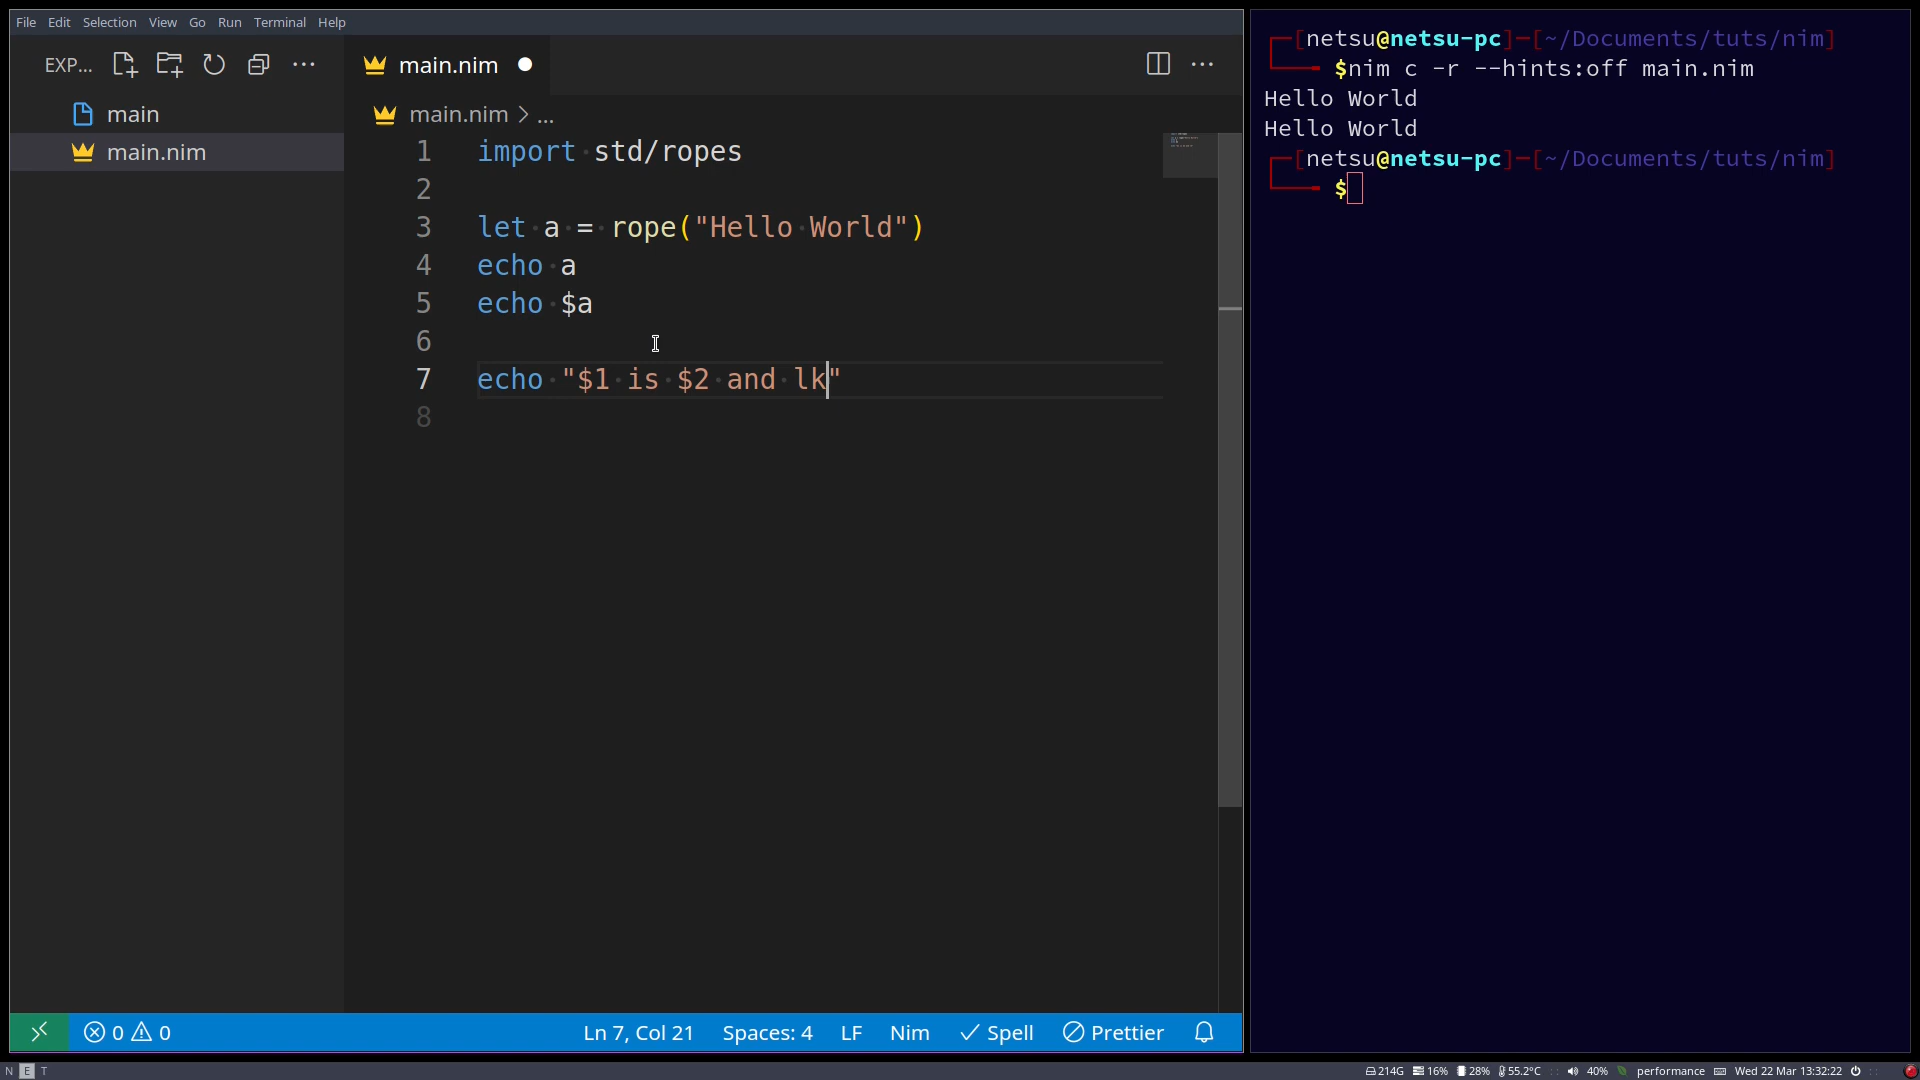 File Edit Selection View Go Run Terminal Help
EXP...
main
main.nim
main.nim
main.nim > ...
1 import std/ropes
2
3 let a = rope("Hello World")
4 echo a
5 echo $a
6
7 echo "$1 is $2 and lk"
8
0 0
Ln 7, Col 21 Spaces: 4 LF Nim Spell Prettier
[netsu@netsu-pc]-[~/Documents/tuts/nim]
$nim c -r --hints:off main.nim
Hello World
Hello World
[netsu@netsu-pc]-[~/Documents/tuts/nim]
$
N E T
214G 16% 28% 55.2°C 40% performance Wed 22 Mar 13:32:22